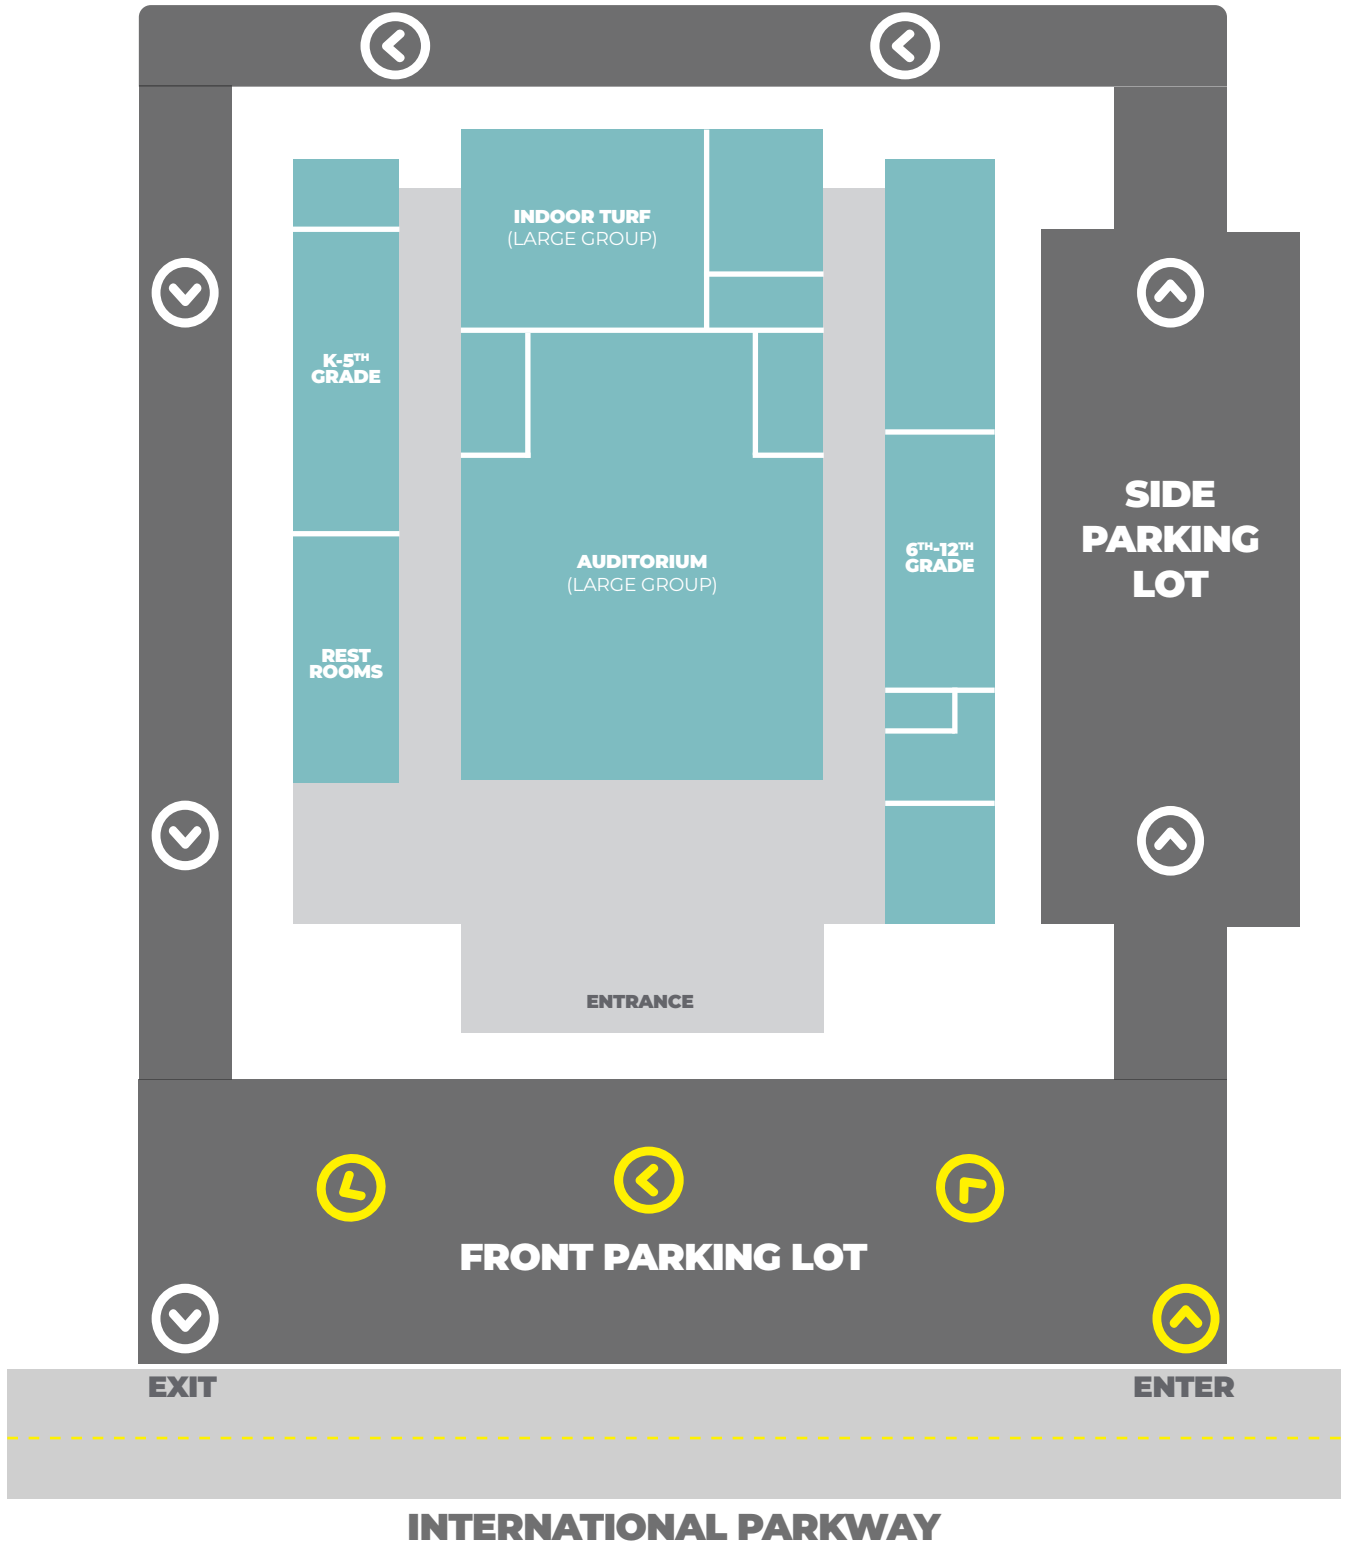 INDOOR TURF
(LARGE GROUP)
K-5TH
GRADE
SIDE
PARKING
LOT
6TH-12TH
GRADE
AUDITORIUM
(LARGE GROUP)
REST
ROOMS
ENTRANCE
FRONT PARKING LOT
EXIT
ENTER
INTERNATIONAL PARKWAY